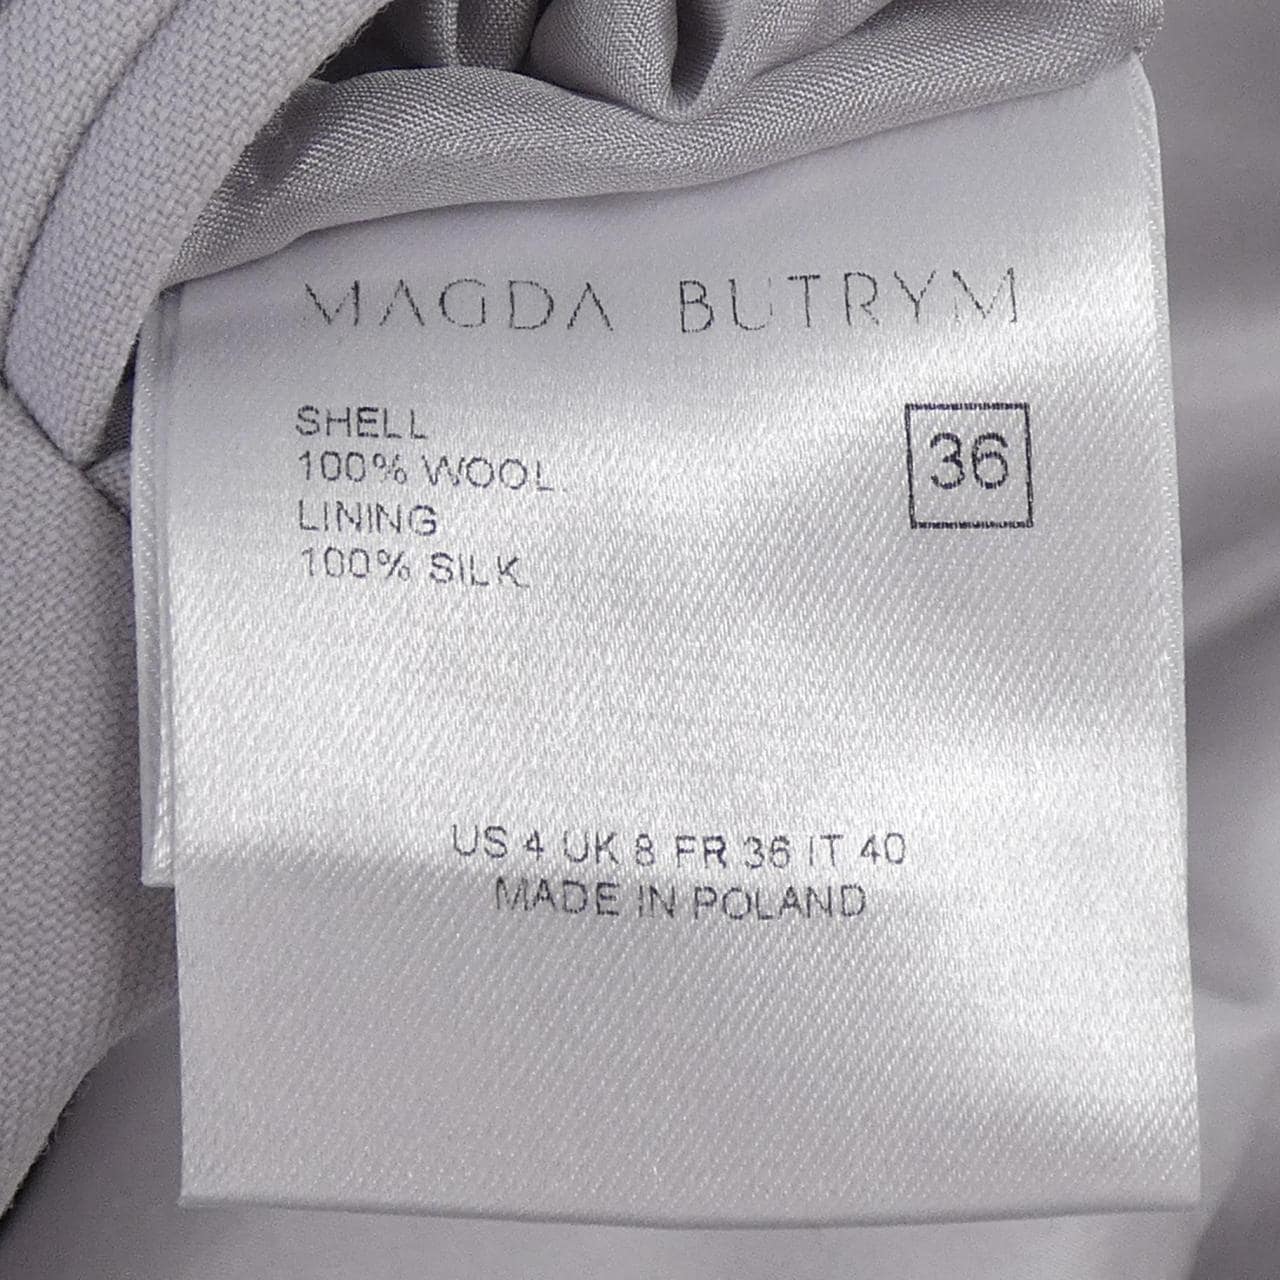 MAGDA BUTRYM
SHELL
100% WOOL
LINING
100% SILK
36
US 4 UK 8 FR 36 IT 40
MADE IN POLAND